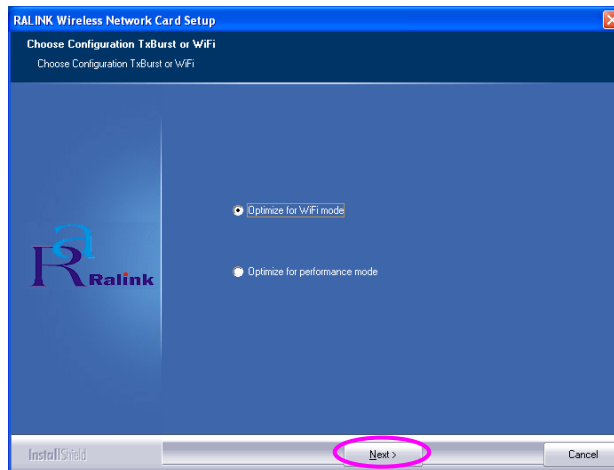 RALINK Wireless Network Card Setup
Choose Configuration TxBurst or WiFi
Choose Configuration TxBurst or WiFi
Optimize for WiFi mode
Ra
Ralink
Optimize for performance mode
InstallShield
Next >
Cancel